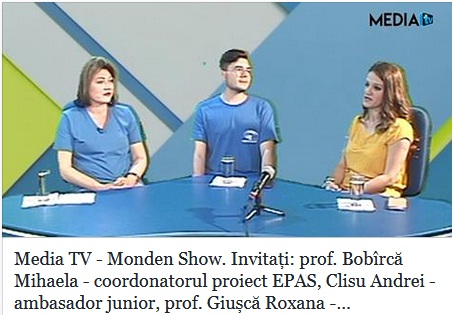 MEDIA tv
Media TV - Monden Show. Invitați: prof. Bobîrcă
Mihaela - coordonatorul proiect EPAS, Clisu Andrei -
ambasador junior, prof. Giușcă Roxana -...